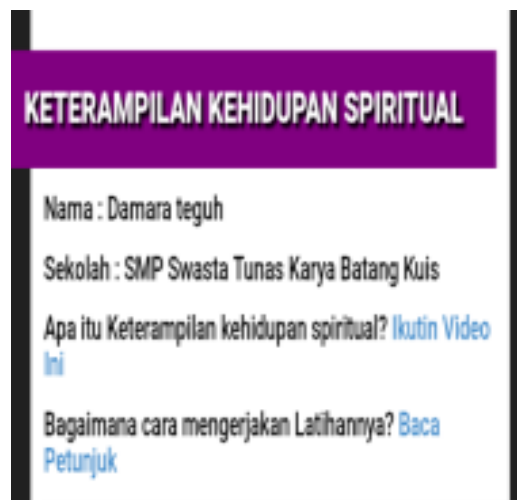 KETERAMPILAN KEHIDUPAN SPIRITUAL
Nama : Damara teguh
Sekolah : SMP Swasta Tunas Karya Batang Kuis
Apa itu Keterampilan kehidupan spiritual? Ikutin Video
Ini
Bagaimana cara mengerjakan Latihannya? Baca
Petunjuk